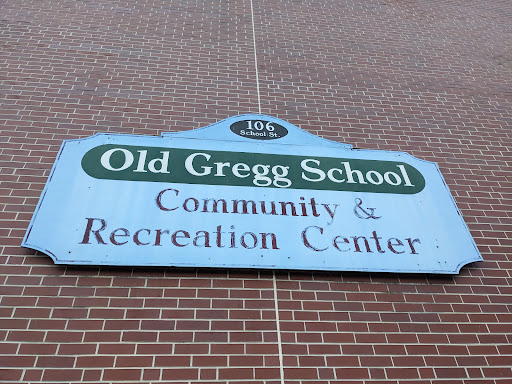 106
School St.
Old Gregg School
Community &
Recreation Center